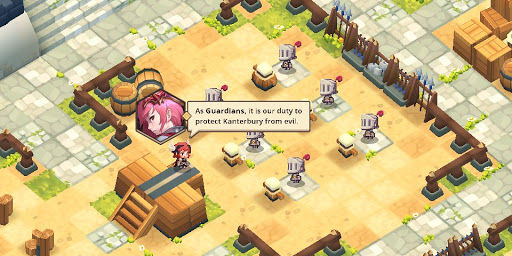 As Guardians, it is our duty to
protect Kanterbury from evil.